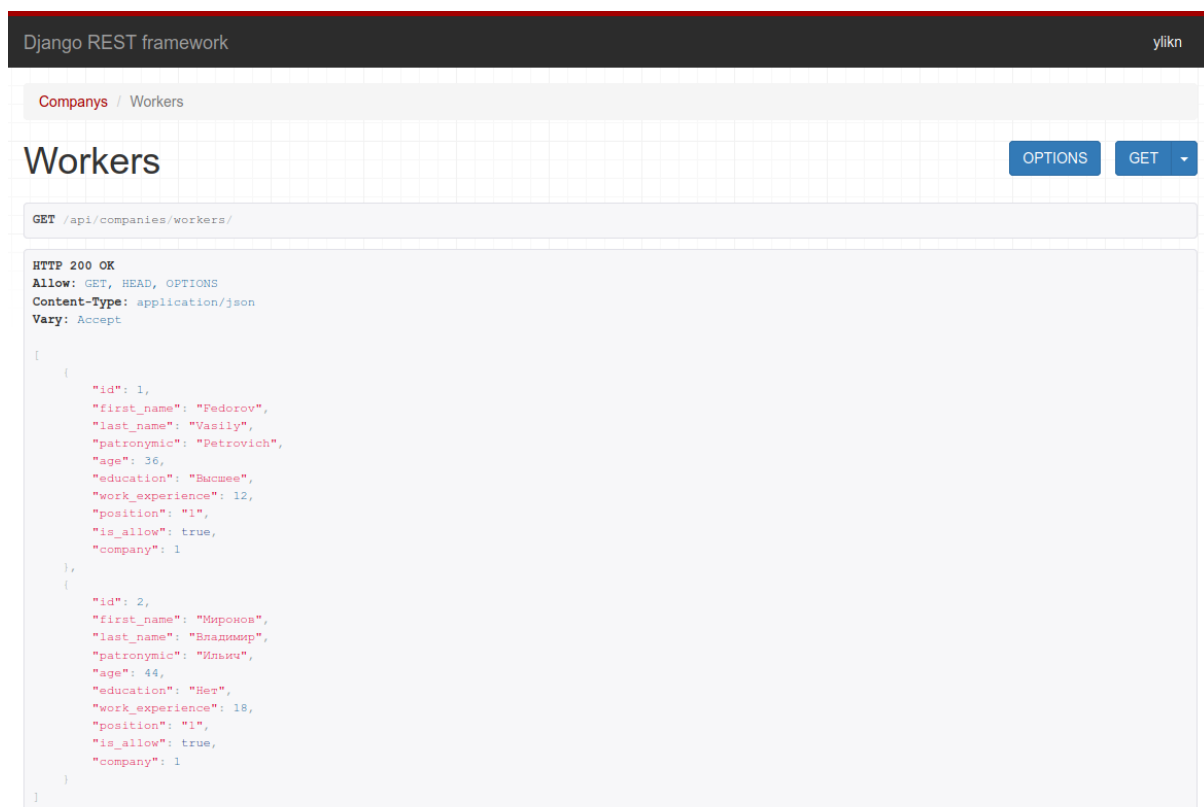 Django REST framework
ylikn
Companys / Workers
Workers
OPTIONS
GET
GET /api/companies/workers/
HTTP 200 OK
Allow: GET, HEAD, OPTIONS
Content-Type: application/json
Vary: Accept
[
    {
        "id": 1,
        "first_name": "Fedorov",
        "last_name": "Vasily",
        "patronymic": "Petrovich",
        "age": 36,
        "education": "Высшее",
        "work_experience": 12,
        "position": "1",
        "is_allow": true,
        "company": 1
    },
    {
        "id": 2,
        "first_name": "Миронов",
        "last_name": "Владимир",
        "patronymic": "Ильич",
        "age": 44,
        "education": "Нет",
        "work_experience": 18,
        "position": "1",
        "is_allow": true,
        "company": 1
    }
]